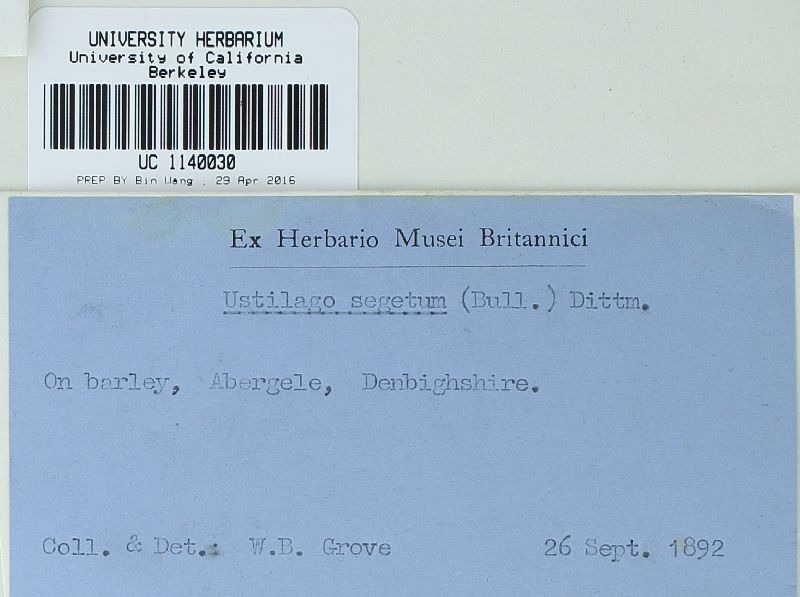 UNIVERSITY HERBARIUM
University of California
Berkeley
UC 1140030
PREP BY Bin Wang , 29 Apr 2016
Ex Herbario Musei Britannici
Ustilago segetum (Bull.) Dittm.
On barley, Abergele, Denbighshire.
Coll. & Det.: W.B. Grove 26 Sept. 1892